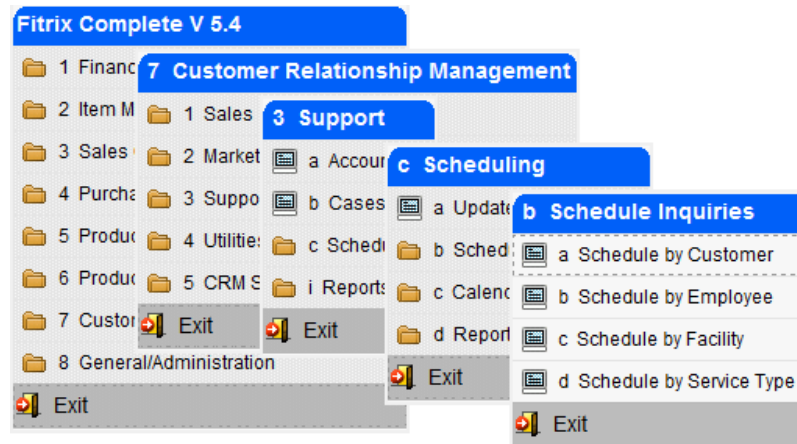 Fitrix Complete V 5.4
1 Financ
2 Item M
3 Sales
4 Purcha
5 Produc
6 Produc
7 Custor
8 General/Administration
Exit
7 Customer Relationship Management
1 Sales
2 Market
3 Suppo
4 Utilities
5 CRM S
Exit
3 Support
a Accour
b Cases
c Schedu
i Reports
Exit
c Scheduling
a Update
b Sched
c Calend
d Report
Exit
b Schedule Inquiries
a Schedule by Customer
b Schedule by Employee
c Schedule by Facility
d Schedule by Service Type
Exit